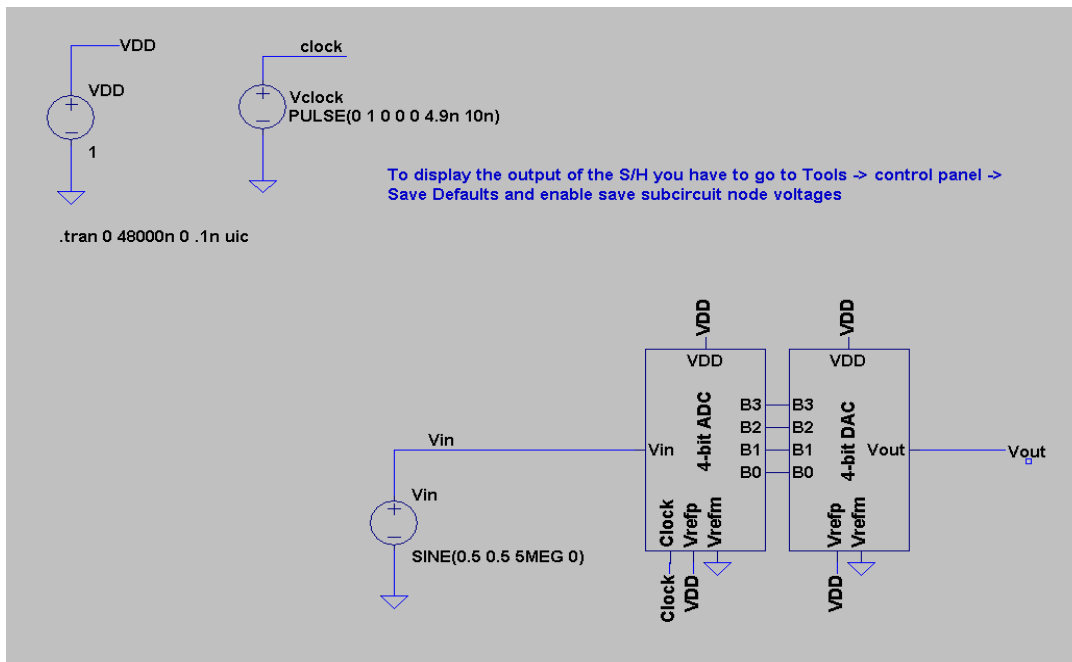 VDD
clock
VDD
1
Vclock
PULSE(0 1 0 0 0 4.9n 10n)
To display the output of the S/H you have to go to Tools -> control panel ->
Save Defaults and enable save subcircuit node voltages
.tran 0 48000n 0 .1n uic
VDD
VDD
VDD
VDD
4-bit ADC
4-bit DAC
B3
B3
B2
B2
B1
B1
B0
B0
Vin
Vin
Vout
Vout
Vin
SINE(0.5 0.5 5MEG 0)
Clock
Vrefp
Vrefm
Vrefp
Vrefm
Clock
VDD
VDD